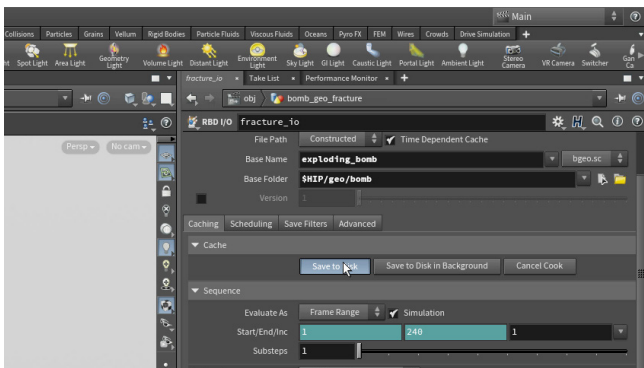 Main
Collisions Particles Grains Vellum Rigid Bodies Particle Fluids Viscous Fluids Oceans Pyro FX FEM Wires Crowds Drive Simulation +
ht Spot Light Area Light Geometry Light Volume Light Distant Light Environment Light Sky Light GI Light Caustic Light Portal Light Ambient Light Stereo Camera VR Camera Switcher Gan Ca
fracture_io Take List Performance Monitor +
obj bomb_geo_fracture
RBD I/O fracture_io
File Path Constructed Time Dependent Cache
Persp No cam
Base Name exploding_bomb bgeo.sc
Base Folder $HIP/geo/bomb
Version 1
Caching Scheduling Save Filters Advanced
Cache
Save to Disk Save to Disk in Background Cancel Cook
Sequence
Evaluate As Frame Range Simulation
Start/End/Inc 1 240 1
Substeps 1